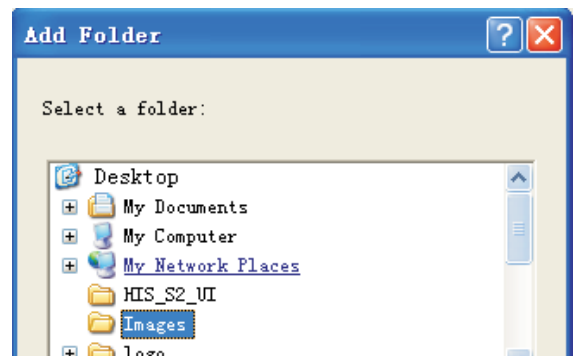 Add Folder
Select a folder:
Desktop
My Documents
My Computer
My Network Places
HIS_S2_UI
Images
logo